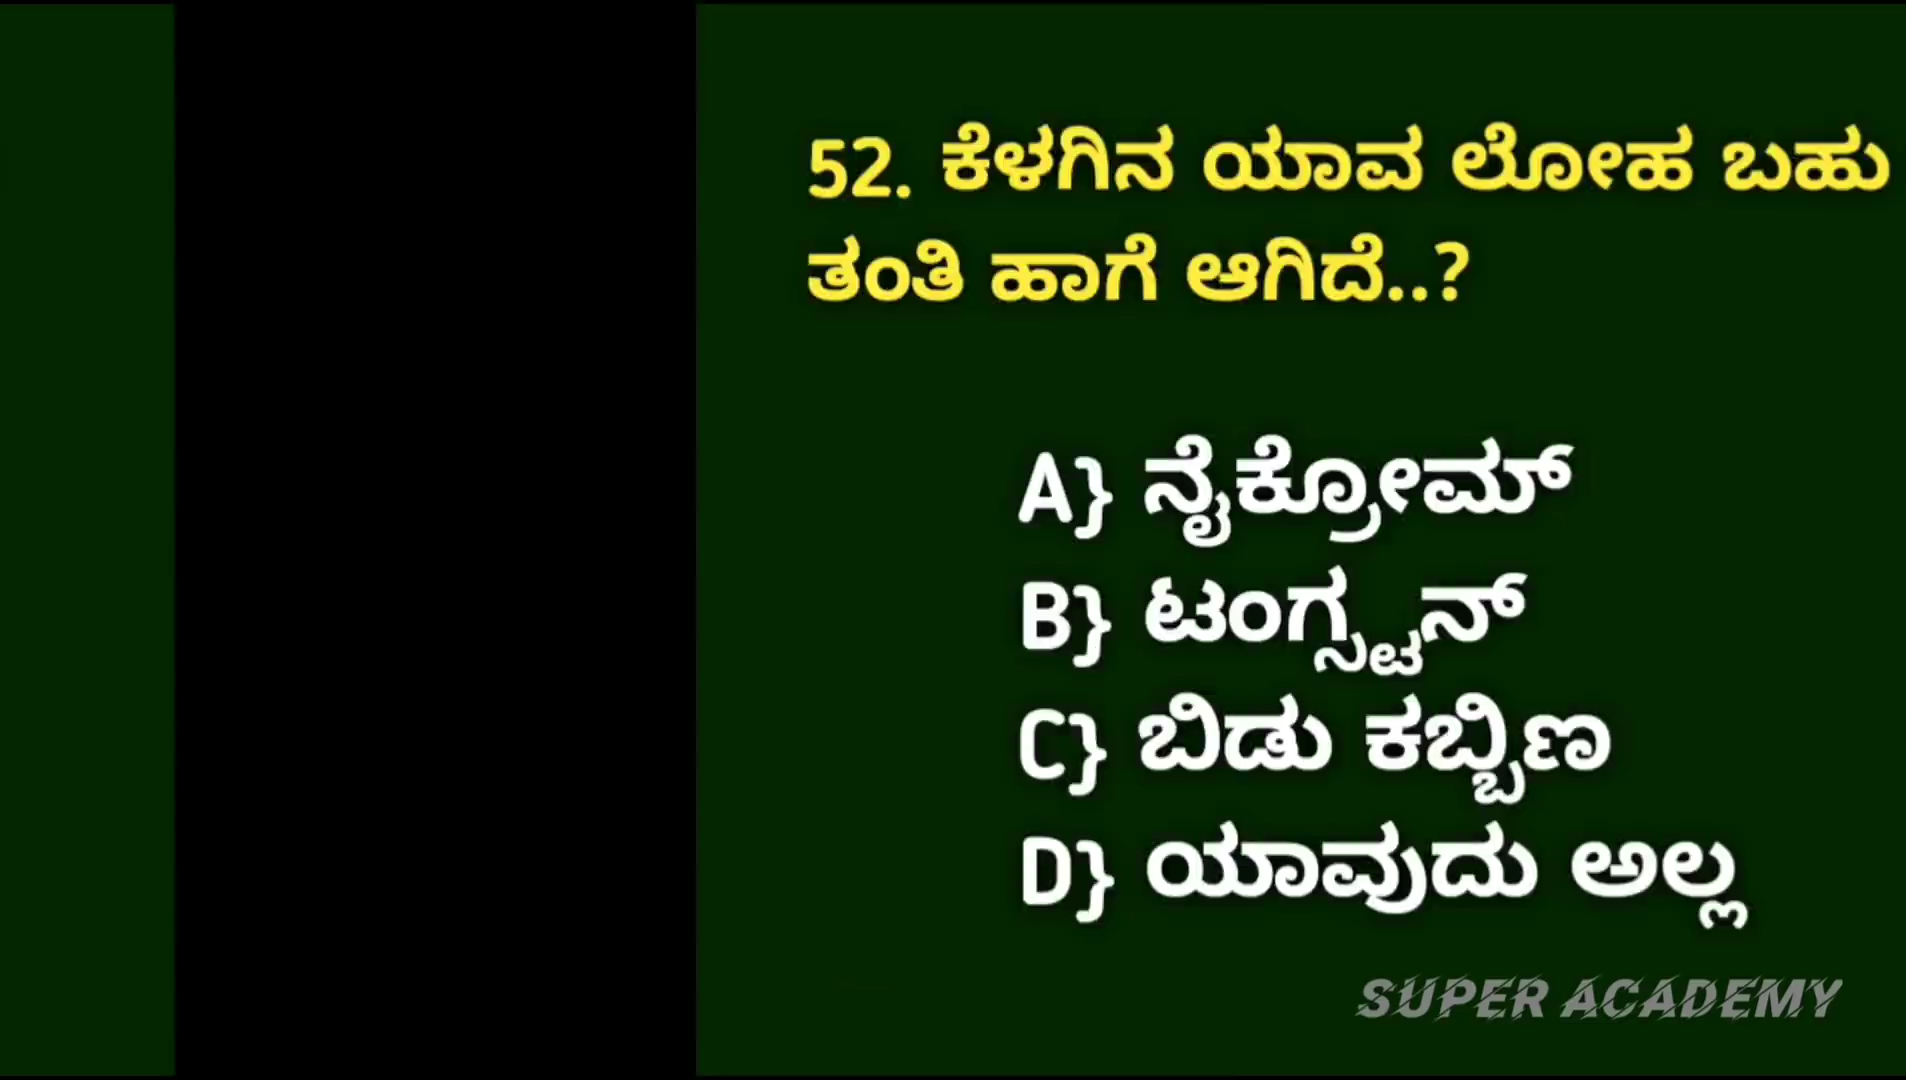 52. ಕೆಳಗಿನ ಯಾವ ಲೋಹ ಬಹು
ತಂತಿ ಹಾಗೆ ಆಗಿದೆ..?
A} ನೈಕ್ರೋಮ್
B} ಟಂಗ್ಸ್ಟನ್
C} ಬಿಡು ಕಬ್ಬಿಣ
D} ಯಾವುದು ಅಲ್ಲ
SUPER ACADEMY